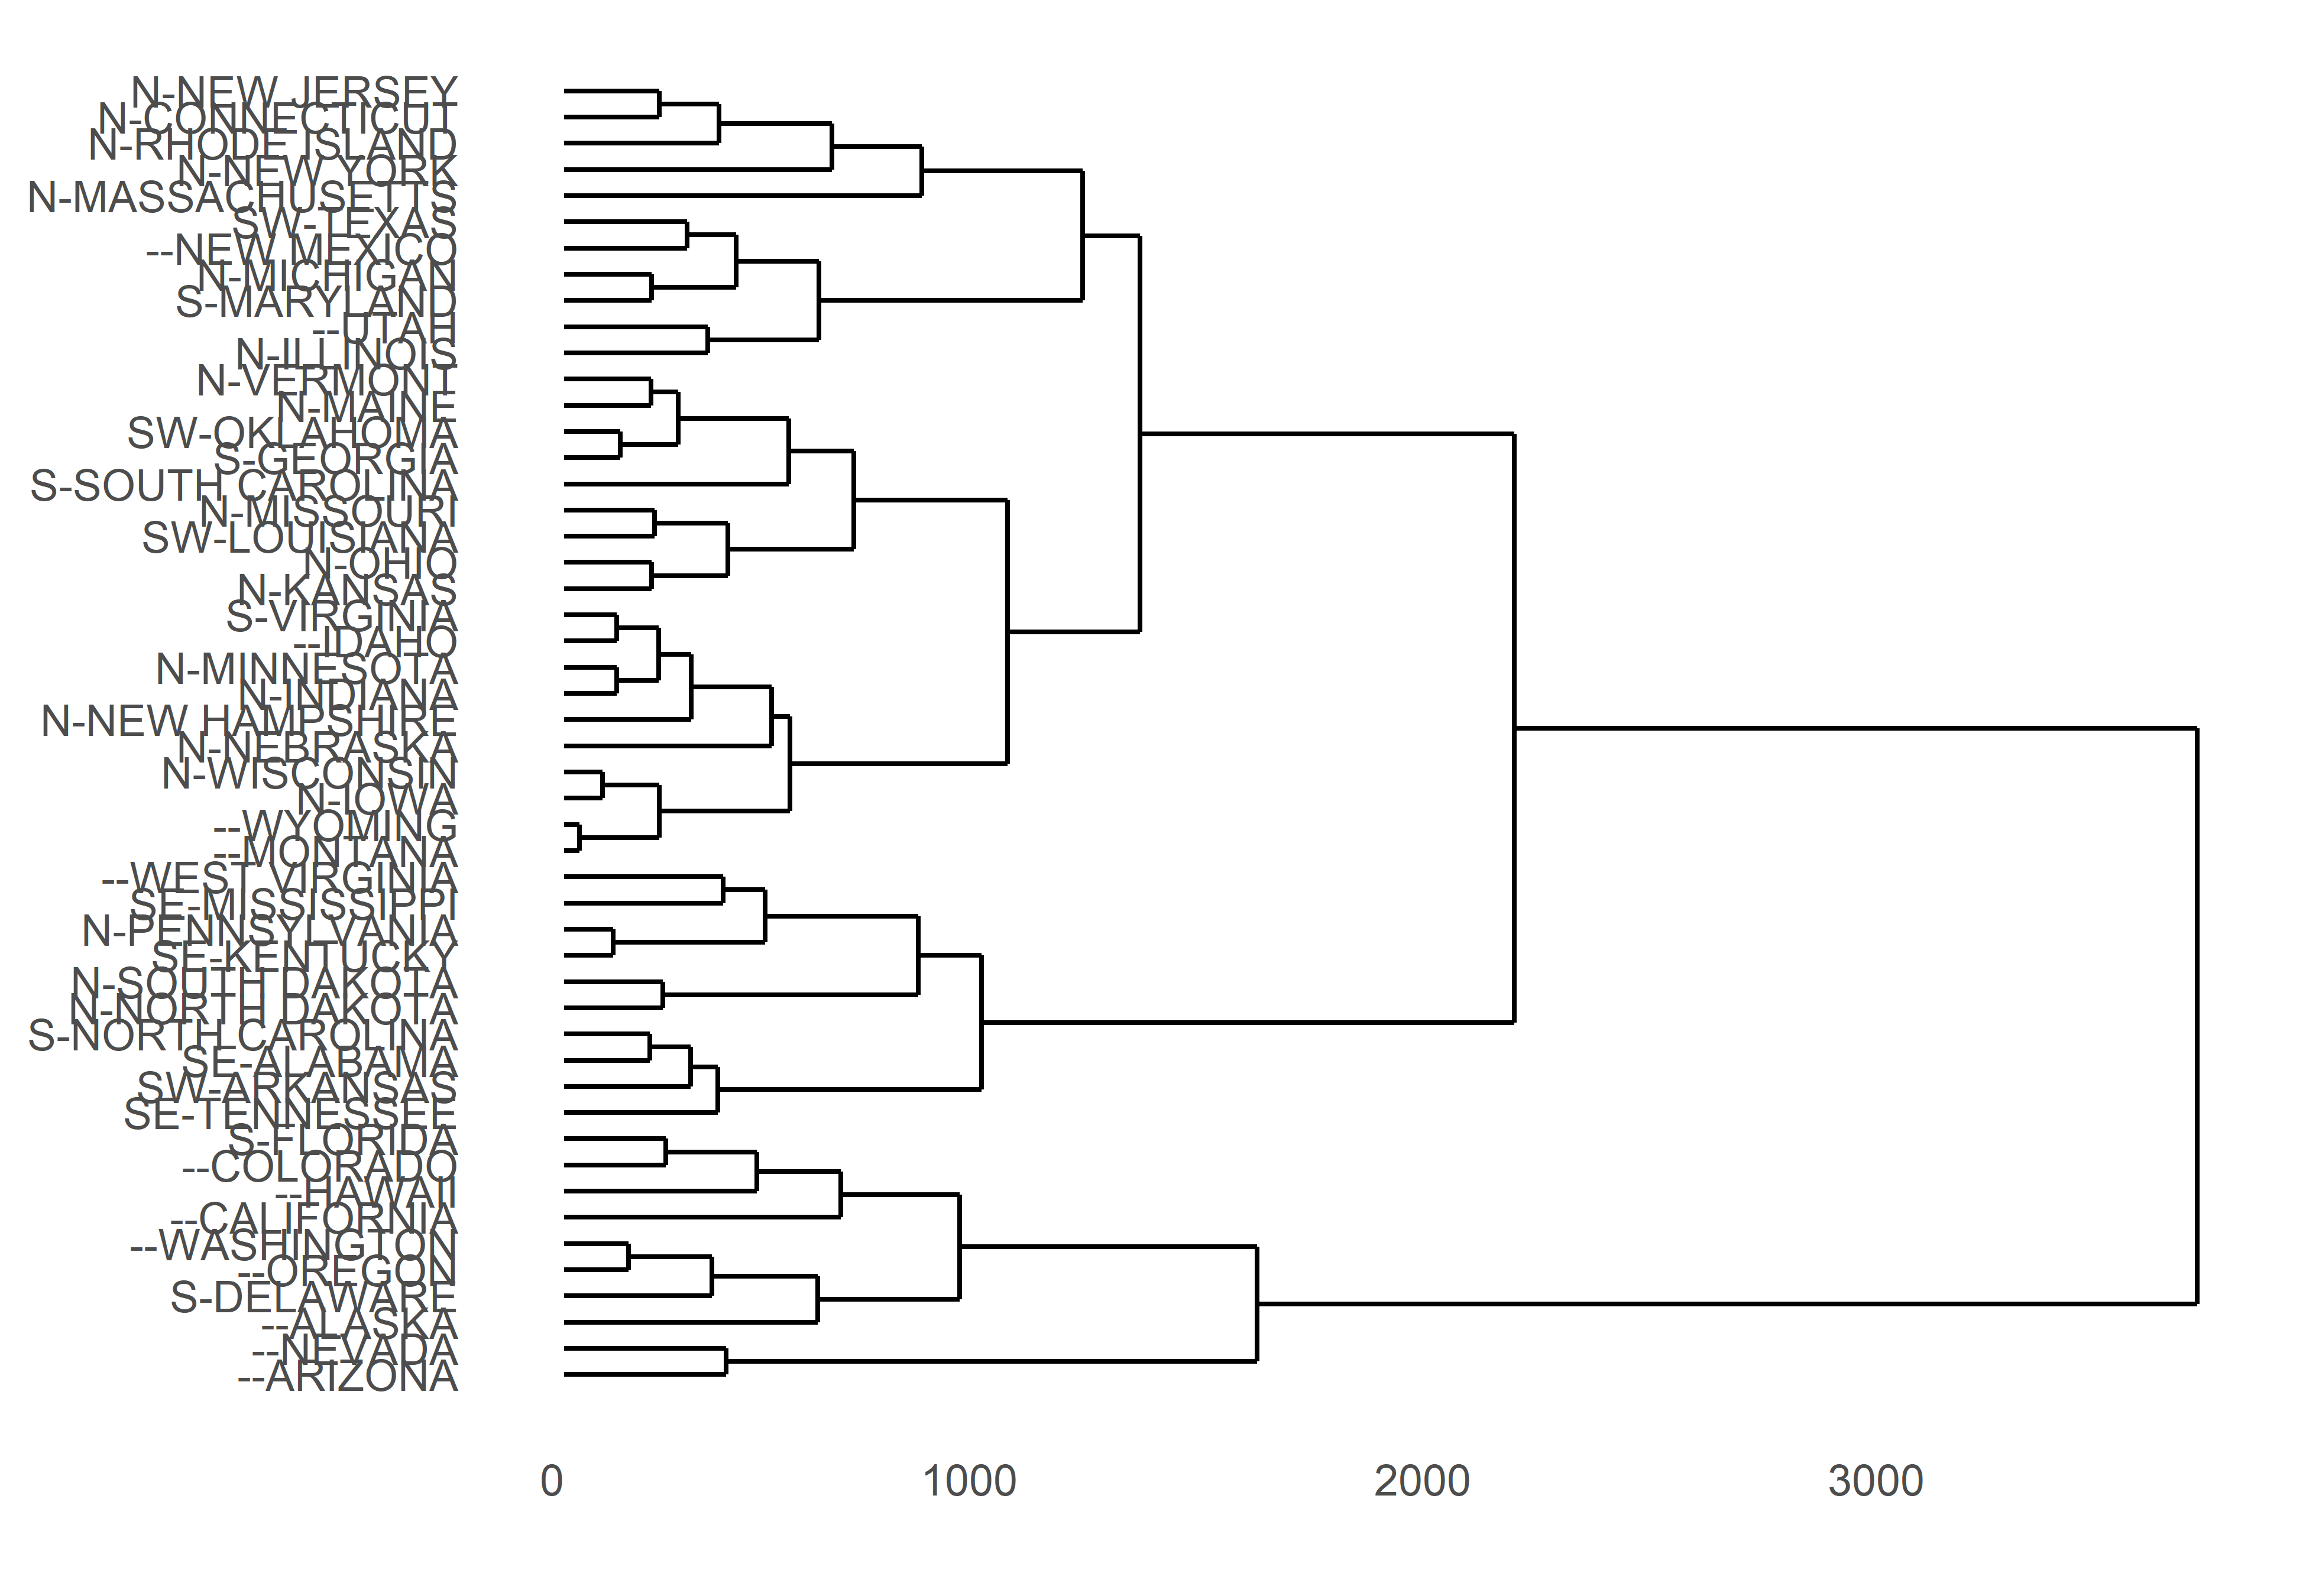 N-NEW JERSEY
N-CONNECTICUT
N-RHODE ISLAND
N-NEW YORK
N-MASSACHUSETTS
SW-TEXAS
--NEW MEXICO
N-MICHIGAN
S-MARYLAND
--UTAH
N-ILLINOIS
N-VERMONT
N-MAINE
SW-OKLAHOMA
S-GEORGIA
S-SOUTH CAROLINA
N-MISSOURI
SW-LOUISIANA
N-OHIO
N-KANSAS
S-VIRGINIA
--IDAHO
N-MINNESOTA
N-INDIANA
N-NEW HAMPSHIRE
N-NEBRASKA
N-WISCONSIN
N-IOWA
--WYOMING
--MONTANA
--WEST VIRGINIA
SE-MISSISSIPPI
N-PENNSYLVANIA
SE-KENTUCKY
N-SOUTH DAKOTA
N-NORTH DAKOTA
S-NORTH CAROLINA
SE-ALABAMA
SW-ARKANSAS
SE-TENNESSEE
S-FLORIDA
--COLORADO
--HAWAII
--CALIFORNIA
--WASHINGTON
--OREGON
S-DELAWARE
--ALASKA
--NEVADA
--ARIZONA
0 1000 2000 3000